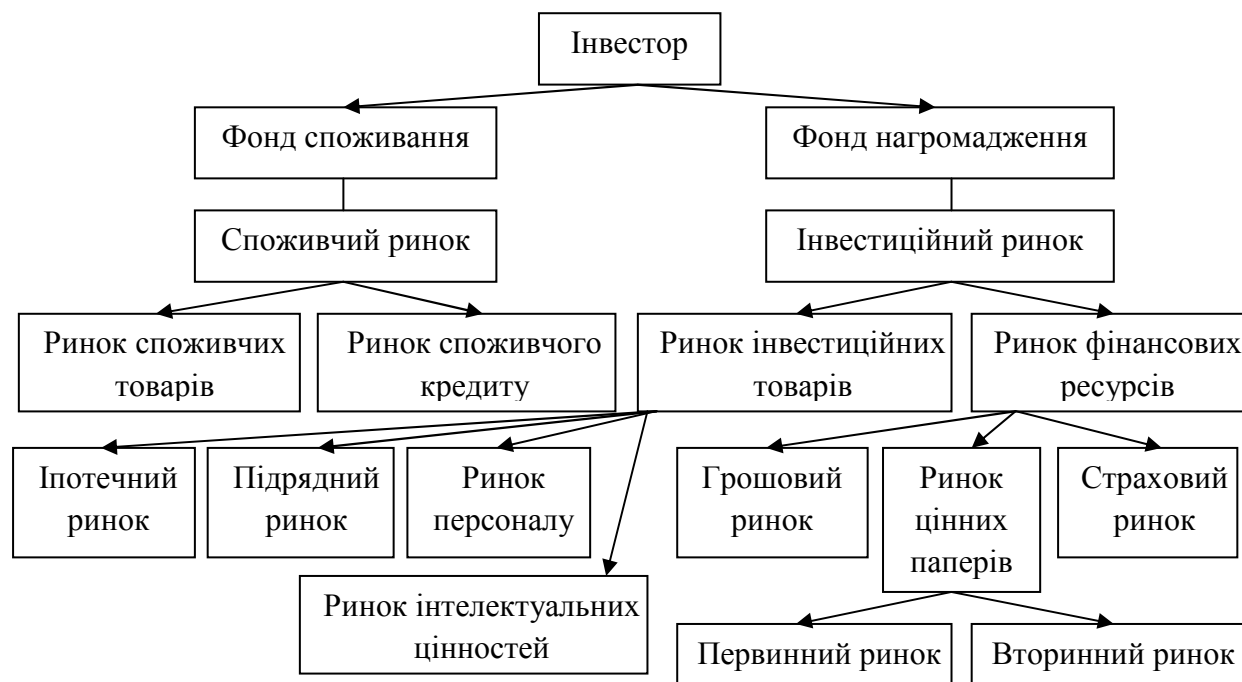 Інвестор
Фонд споживання
Фонд нагромадження
Споживчий ринок
Інвестиційний ринок
Ринок споживчих
товарів
Ринок споживчого
кредиту
Ринок інвестиційних
товарів
Ринок фінансових
ресурсів
Іпотечний
ринок
Підрядний
ринок
Ринок
персоналу
Грошовий
ринок
Ринок
цінних
паперів
Страховий
ринок
Ринок інтелектуальних
цінностей
Первинний ринок
Вторинний ринок